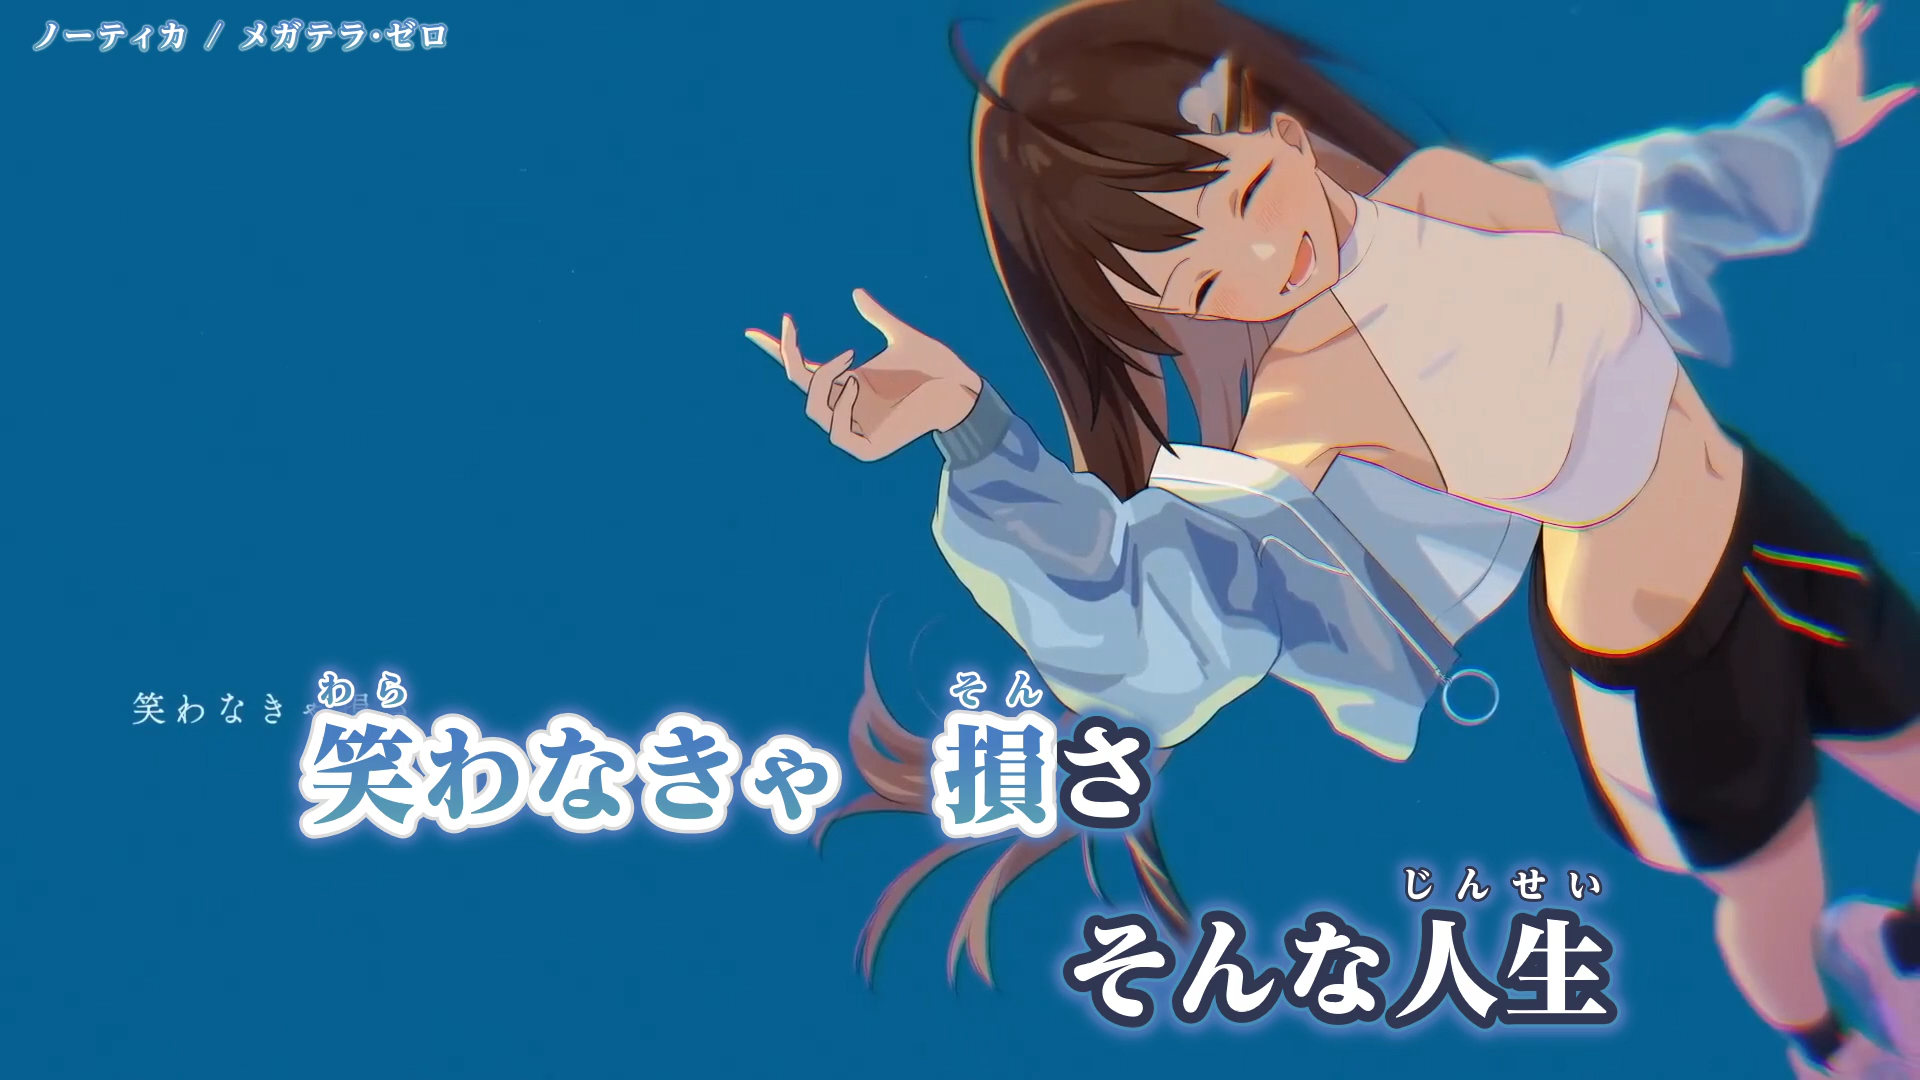 ノーティカ / メガテラ・ゼロ
わら そん
笑わなきゃ 損さ
笑わなき
じんせい
そんな人生